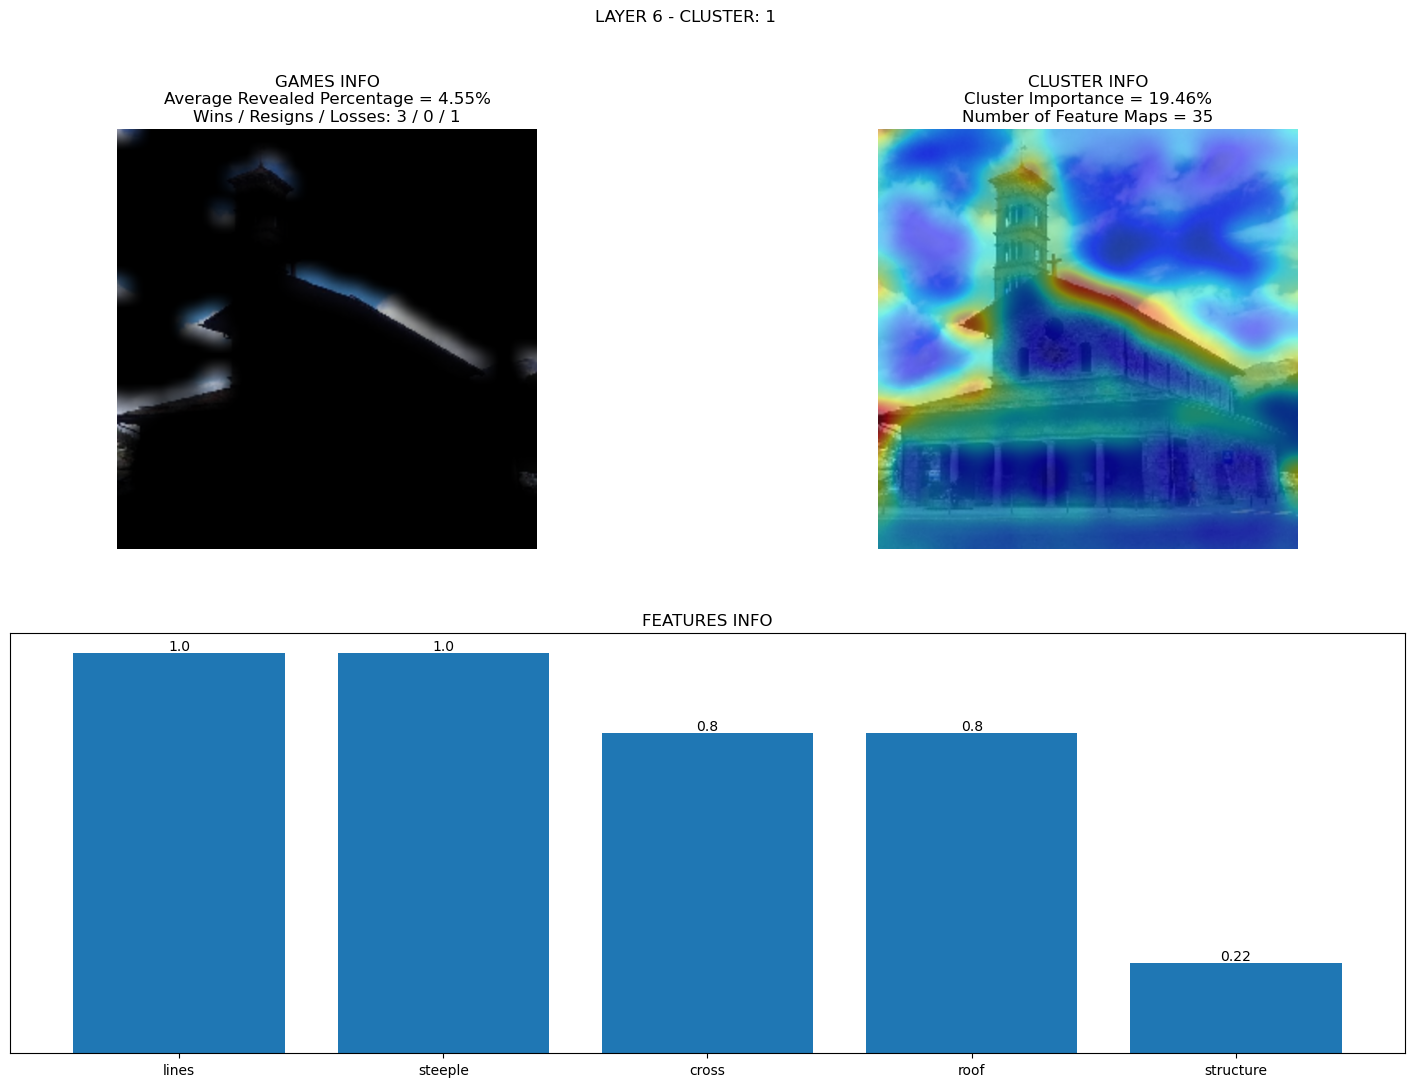 LAYER 6 - CLUSTER: 1
GAMES INFO
Average Revealed Percentage = 4.55%
Wins / Resigns / Losses: 3 / 0 / 1
CLUSTER INFO
Cluster Importance = 19.46%
Number of Feature Maps = 35
FEATURES INFO
1.0
1.0
0.8
0.8
0.22
lines
steeple
cross
roof
structure